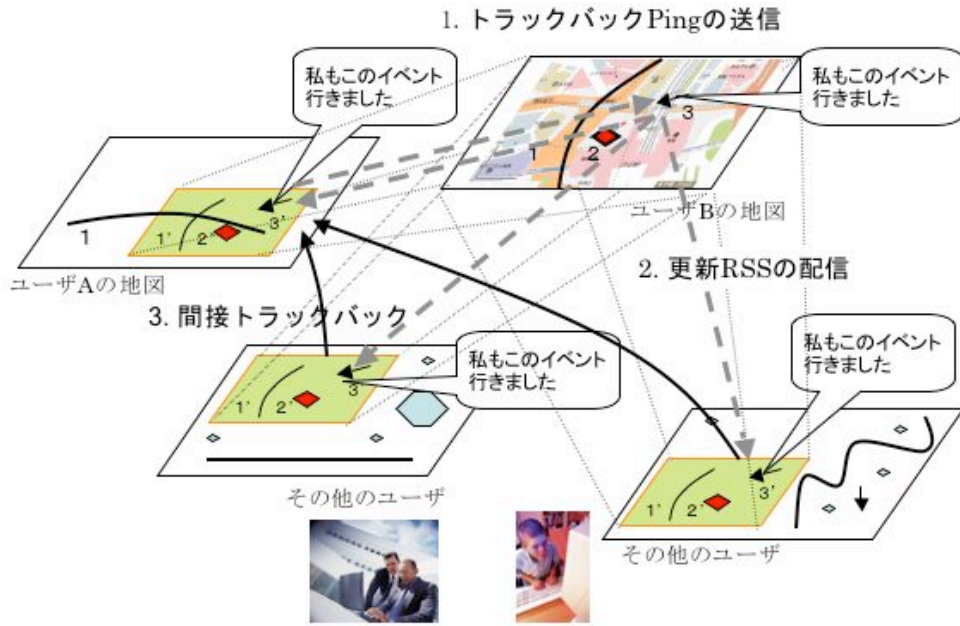 1. トラックバックPingの送信
私もこのイベント
行きました
私もこのイベント
行きました
3
1
2
ユーザBの地図
1
1'
2'
3'
ユーザAの地図
2. 更新RSSの配信
3. 間接トラックバック
私もこのイベント
行きました
私もこのイベント
行きました
1'
2'
3'
その他のユーザ
1'
2'
3'
その他のユーザ